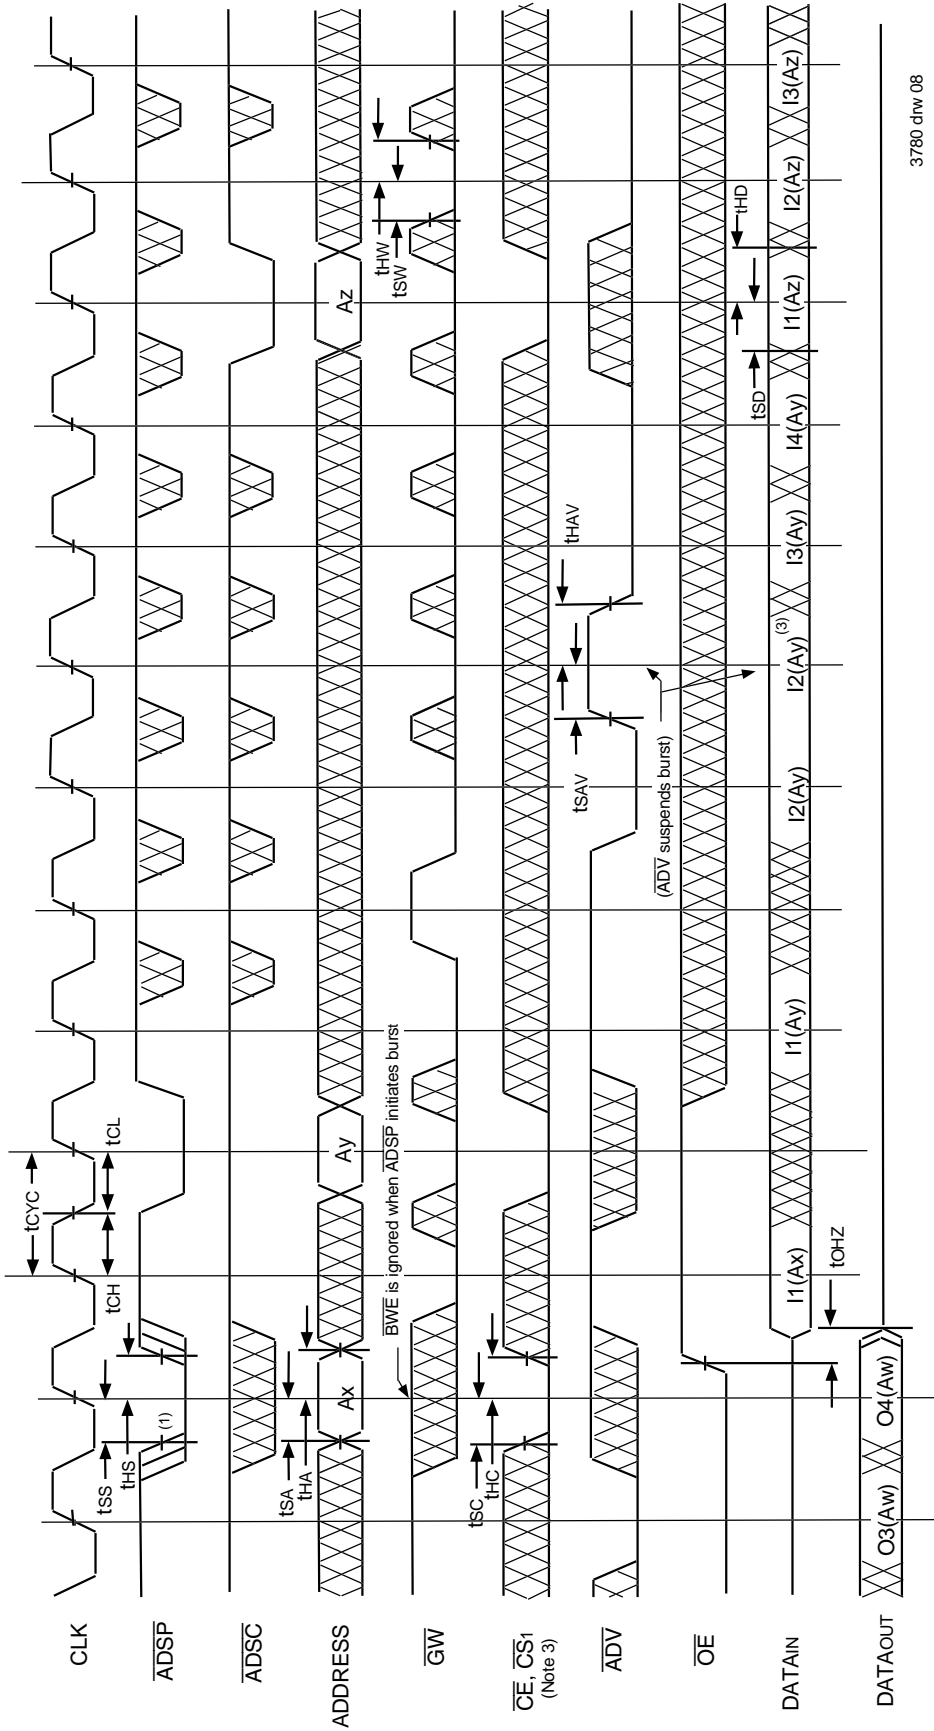 CLK
tCYC
tCH
tCL
ADSP
tSS
tHS
(1)
ADSC
ADDRESS
tSA
tHA
Ax
Ay
Az
GW
BWE is ignored when ADSP initiates burst
tHW
tSW
CE, CS1
(Note 3)
tSC
tHC
ADV
tSAV
tHAV
(ADV suspends burst)
OE
tOHZ
tSD
tHD
DATAIN
I1(Ax)
I1(Ay)
I2(Ay)
I2(Ay) (3)
I3(Ay)
I4(Ay)
I1(Az)
I2(Az)
I3(Az)
DATAOUT
O3(Aw)
O4(Aw)
3780 drw 08